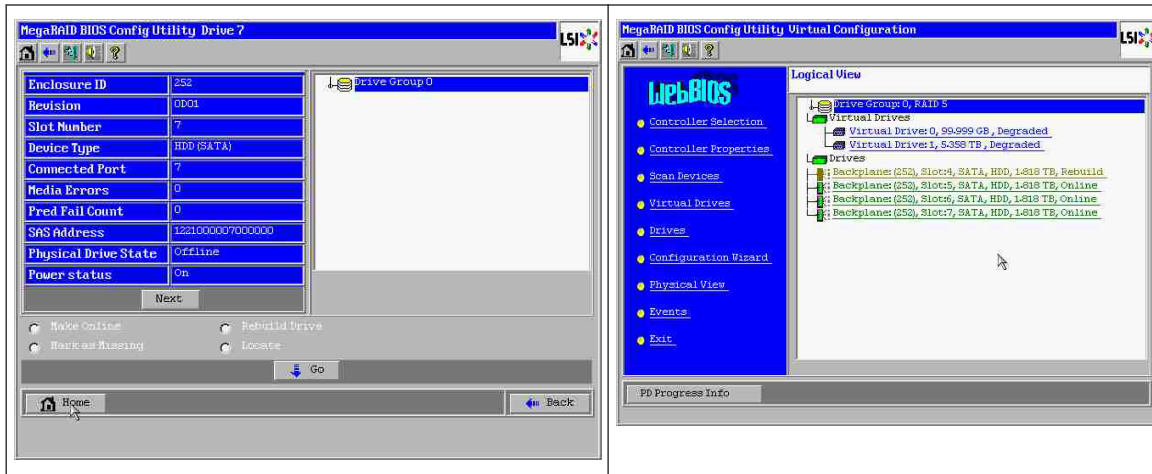 MegaRAID BIOS Config Utility Drive 7
LSI
Enclosure ID 252
Revision 0D01
Slot Number 7
Device Type HDD (SATA)
Connected Port 7
Media Errors 0
Pred Fail Count 0
SAS Address 1221000007000000
Physical Drive State Offline
Power status On
Next
Drive Group 0
Make Online Rebuild Drive
Mark as Missing Locate
Go
Home Back
MegaRAID BIOS Config Utility Virtual Configuration
LSI
WebBIOS
Controller Selection
Controller Properties
Scan Devices
Virtual Drives
Drives
Configuration Wizard
Physical View
Events
Exit
Logical View
Drive Group: 0, RAID 5
Virtual Drives
Virtual Drive: 0, 99.999 GB, Degraded
Virtual Drive: 1, 5.358 TB, Degraded
Drives
Backplane: (252), Slot:4, SATA, HDD, 1.818 TB, Rebuild
Backplane: (252), Slot:5, SATA, HDD, 1.818 TB, Online
Backplane: (252), Slot:6, SATA, HDD, 1.818 TB, Online
Backplane: (252), Slot:7, SATA, HDD, 1.818 TB, Online
PD Progress Info